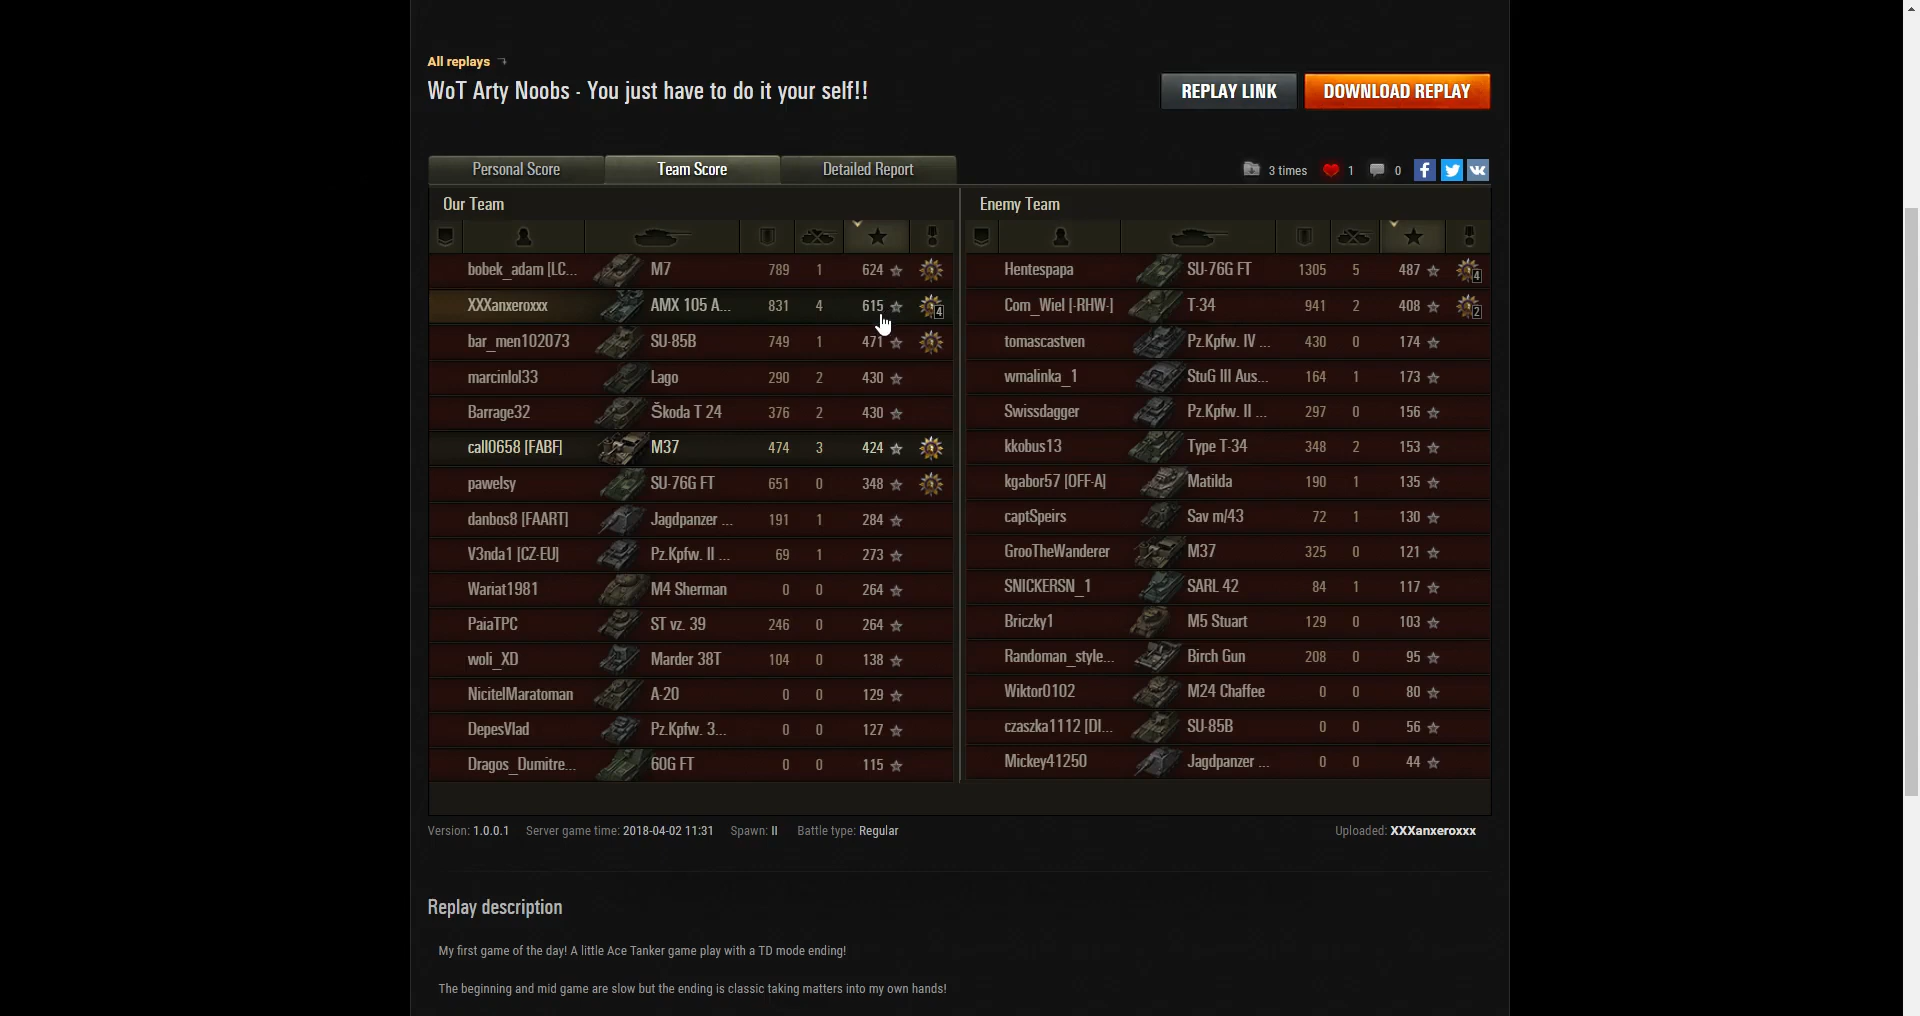 All replays
WoT Arty Noobs - You just have to do it your self!!
REPLAY LINK
DOWNLOAD REPLAY
Personal Score
Team Score
Detailed Report
3 times 1 0
Our Team
bobek_adam [LC... M7 789 1 624
XXXanxeroxxx AMX 105 A... 831 4 615 4
bar_men102073 SU-85B 749 1 471
marcinlol33 Lago 290 2 430
Barrage32 Škoda T 24 376 2 430
call0658 [FABF] M37 474 3 424
pawelsy SU-76G FT 651 0 348
danbos8 [FAART] Jagdpanzer ... 191 1 284
V3nda1 [CZ-EU] Pz.Kpfw. II ... 69 1 273
Wariat1981 M4 Sherman 0 0 264
PaiaTPC ST vz. 39 246 0 264
woli_XD Marder 38T 104 0 138
NicitelMaratoman A-20 0 0 129
DepesVlad Pz.Kpfw. 3... 0 0 127
Dragos_Dumitre... 60G FT 0 0 115
Enemy Team
Hentespapa SU-76G FT 1305 5 487 4
Com_Wiel [-RHW-] T-34 941 2 408 2
tomascastven Pz.Kpfw. IV ... 430 0 174
wmalinka_1 StuG III Aus... 164 1 173
Swissdagger Pz.Kpfw. II ... 297 0 156
kkobus13 Type T-34 348 2 153
kgabor57 [OFF-A] Matilda 190 1 135
captSpeirs Sav m/43 72 1 130
GrooTheWanderer M37 325 0 121
SNICKERSN_1 SARL 42 84 1 117
Briczky1 M5 Stuart 129 0 103
Randoman_style... Birch Gun 208 0 95
Wiktor0102 M24 Chaffee 0 0 80
czaszka1112 [DI... SU-85B 0 0 56
Mickey41250 Jagdpanzer ... 0 0 44
Version: 1.0.0.1 Server game time: 2018-04-02 11:31 Spawn: II Battle type: Regular
Uploaded: XXXanxeroxxx
Replay description
My first game of the day! A little Ace Tanker game play with a TD mode ending!
The beginning and mid game are slow but the ending is classic taking matters into my own hands!